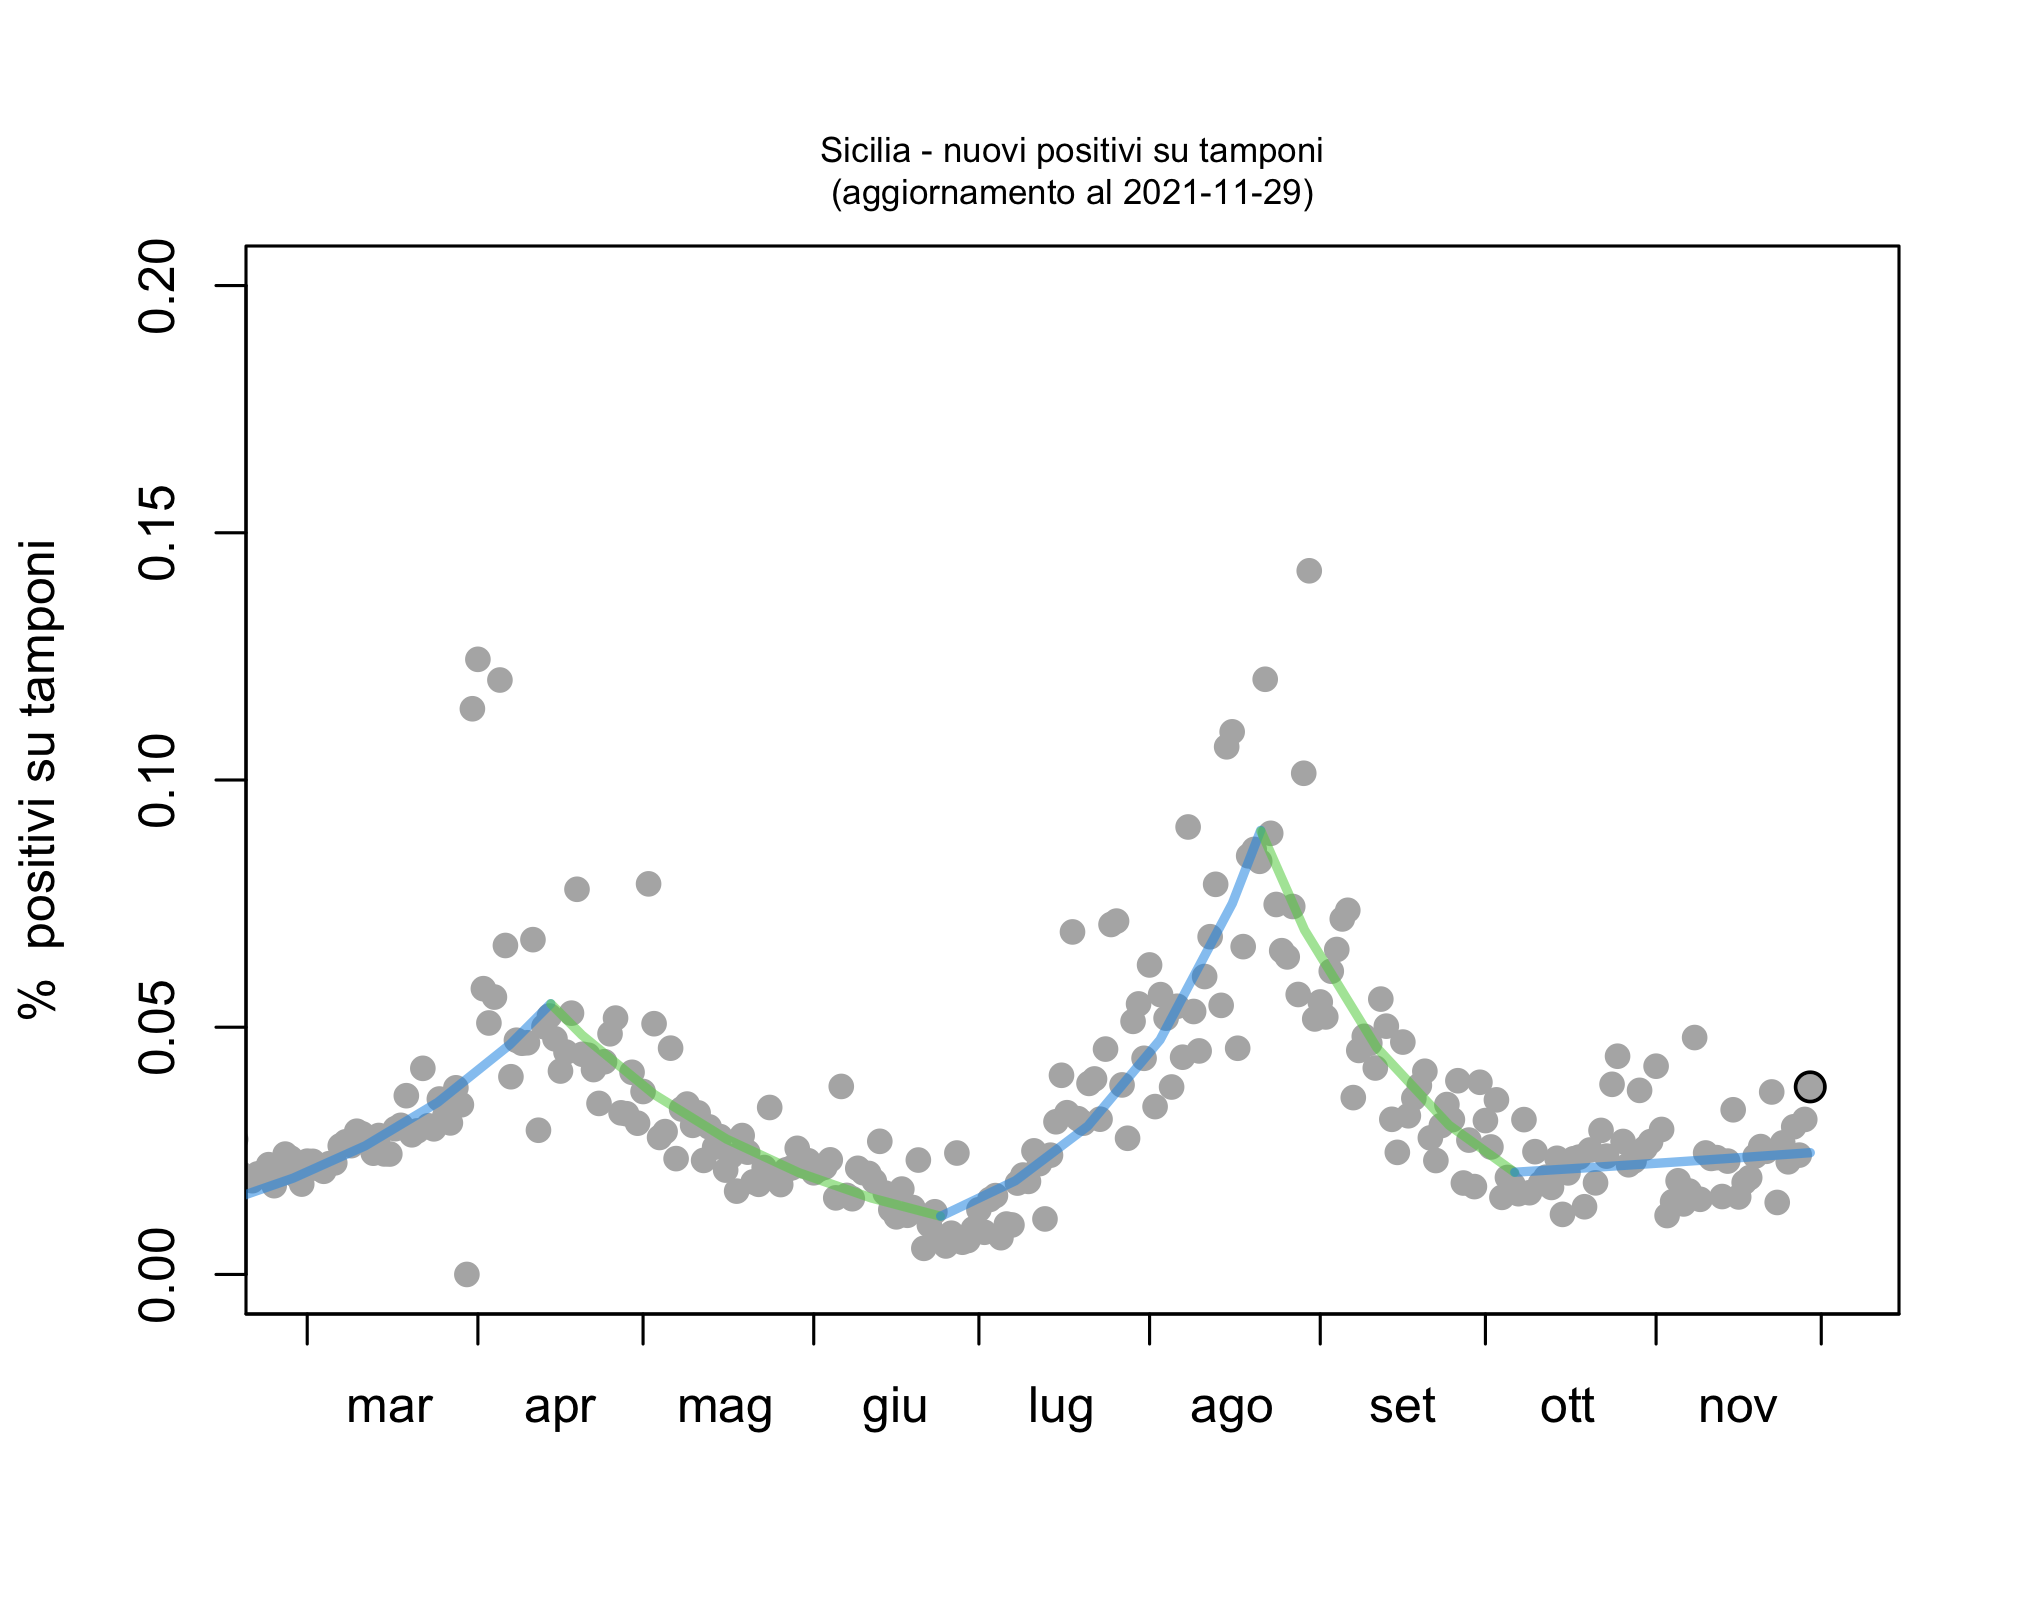 Sicilia - nuovi positivi su tamponi
(aggiornamento al 2021-11-29)
% positivi su tamponi
0.20
0.15
0.10
0.05
0.00
mar apr mag giu lug ago set ott nov